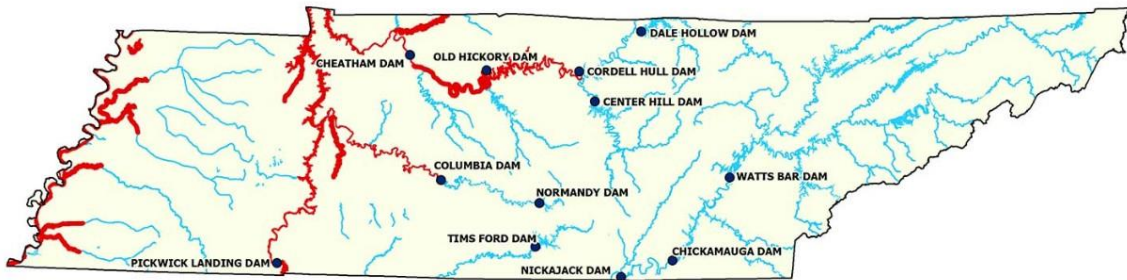 DALE HOLLOW DAM
OLD HICKORY DAM
CHEATHAM DAM
CORDELL HULL DAM
CENTER HILL DAM
COLUMBIA DAM
WATTS BAR DAM
NORMANDY DAM
TIMS FORD DAM
CHICKAMAUGA DAM
PICKWICK LANDING DAM
NICKAJACK DAM